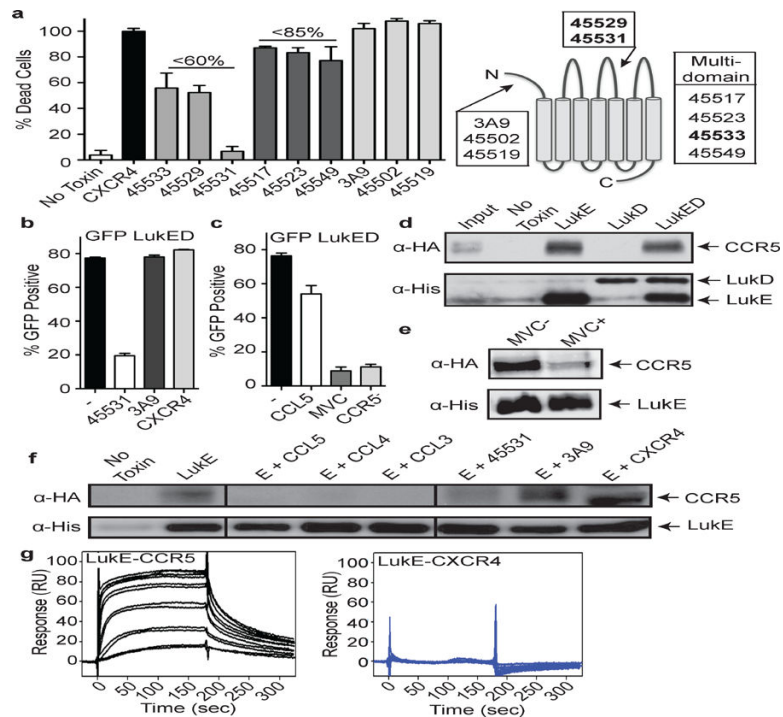 a
% Dead Cells
100
80
60
40
20
0
<60%
<85%
No Toxin
CXCR4
45533
45529
45531
45517
45523
45549
3A9
45502
45519
45529
45531
N
3A9
45502
45519
C
Multi-
domain
45517
45523
45533
45549
b
GFP LukED
% GFP Positive
80
60
40
20
0
-
45531
3A9
CXCR4
c
GFP LukED
% GFP Positive
80
60
40
20
0
-
CCL5
MVC
CCR5-
d
Input
No
Toxin
LukE
LukD
LukED
α-HA
CCR5
α-His
LukD
LukE
e
MVC-
MVC+
α-HA
CCR5
α-His
LukE
f
No
Toxin
LukE
E + CCL5
E + CCL4
E + CCL3
E + 45531
E + 3A9
E + CXCR4
α-HA
CCR5
α-His
LukE
g
LukE-CCR5
Response (RU)
100
80
60
40
20
0
0
50
100
150
200
250
300
Time (sec)
LukE-CXCR4
Response (RU)
100
80
60
40
20
0
0
50
100
150
200
250
300
Time (sec)